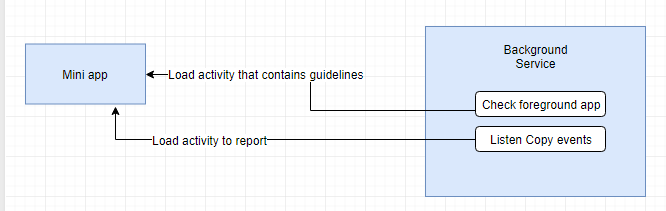 Background
Service
Mini app
Load activity that contains guidelines
Check foreground app
Load activity to report
Listen Copy events